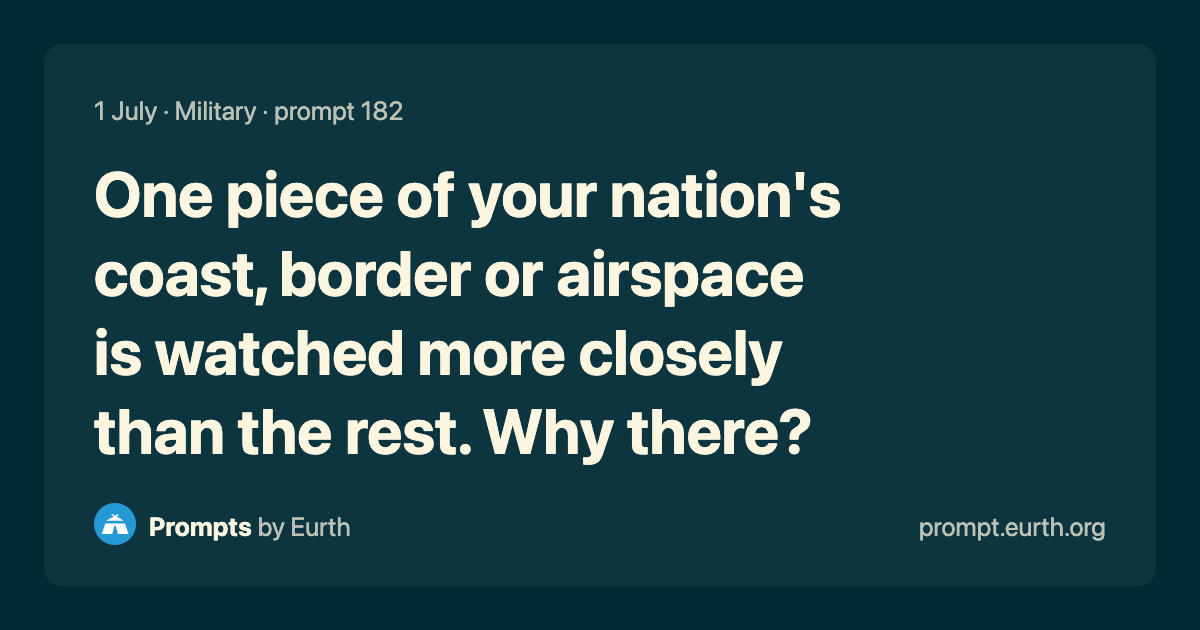 1 July · Military · prompt 182
One piece of your nation's
coast, border or airspace
is watched more closely
than the rest. Why there?
Prompts by Eurth
prompt.eurth.org